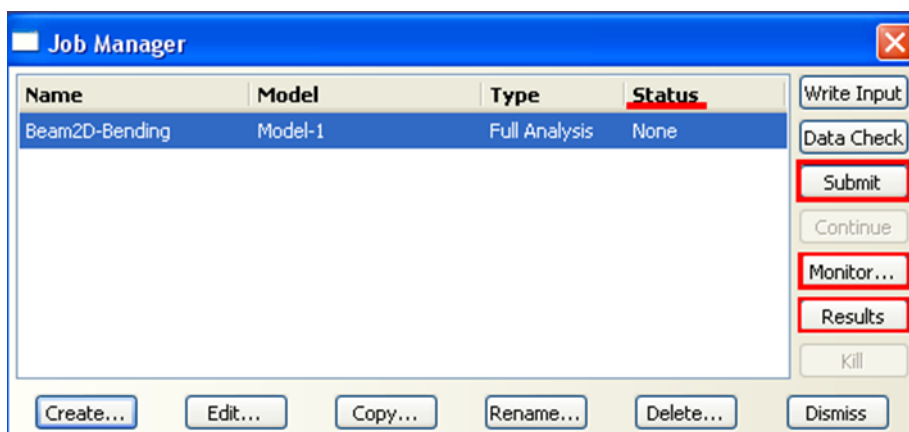 Job Manager
Name Model Type Status Write Input
Beam2D-Bending Model-1 Full Analysis None Data Check
Submit
Continue
Monitor...
Results
Kill
Create... Edit... Copy... Rename... Delete... Dismiss